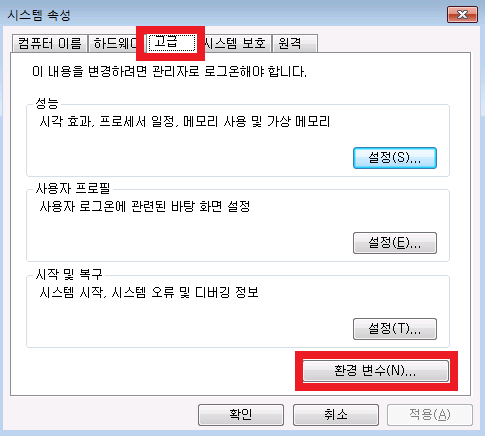 시스템 속성
컴퓨터 이름 하드웨어 고급 시스템 보호 원격
이 내용을 변경하려면 관리자로 로그온해야 합니다.
성능
시각 효과, 프로세서 일정, 메모리 사용 및 가상 메모리
설정(S)...
사용자 프로필
사용자 로그온에 관련된 바탕 화면 설정
설정(E)...
시작 및 복구
시스템 시작, 시스템 오류 및 디버깅 정보
설정(T)...
환경 변수(N)...
확인 취소 적용(A)